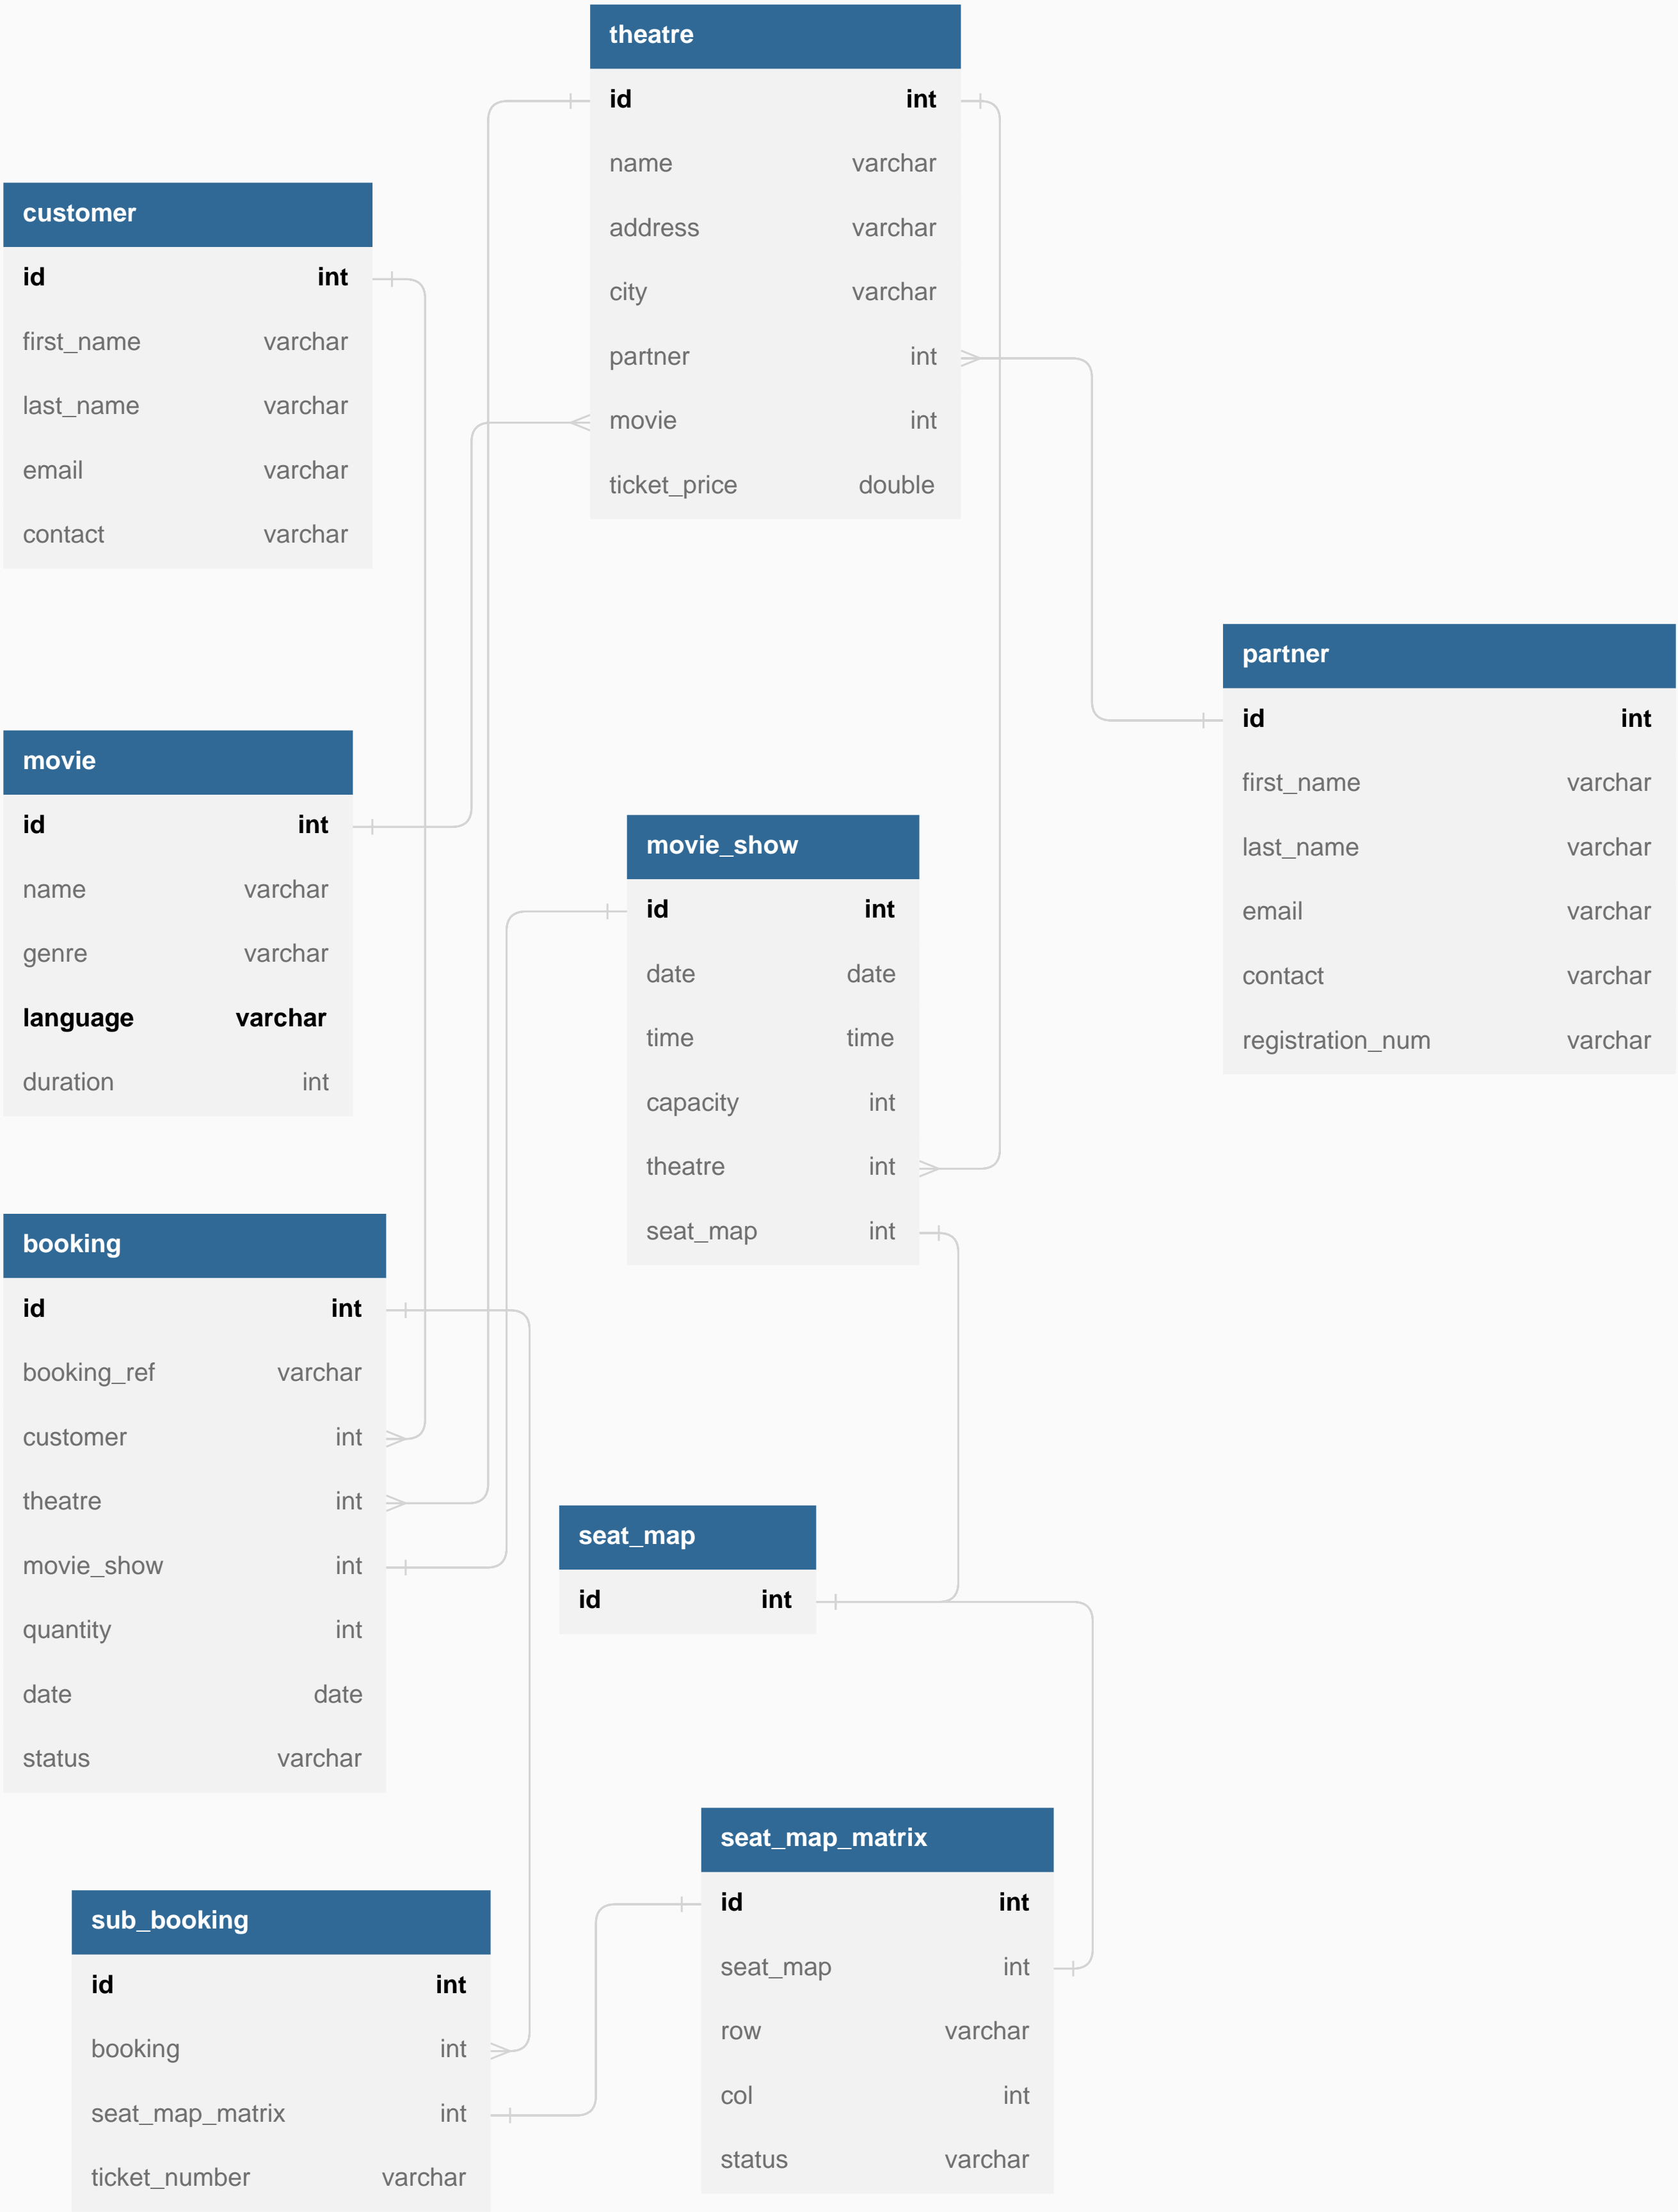 theatre
id int
name varchar
address varchar
city varchar
partner int
movie int
ticket_price double
customer
id int
first_name varchar
last_name varchar
email varchar
contact varchar
partner
id int
first_name varchar
last_name varchar
email varchar
contact varchar
registration_num varchar
movie
id int
name varchar
genre varchar
language varchar
duration int
movie_show
id int
date date
time time
capacity int
theatre int
seat_map int
booking
id int
booking_ref varchar
customer int
theatre int
movie_show int
quantity int
date date
status varchar
seat_map
id int
seat_map_matrix
id int
seat_map int
row varchar
col int
status varchar
sub_booking
id int
booking int
seat_map_matrix int
ticket_number varchar